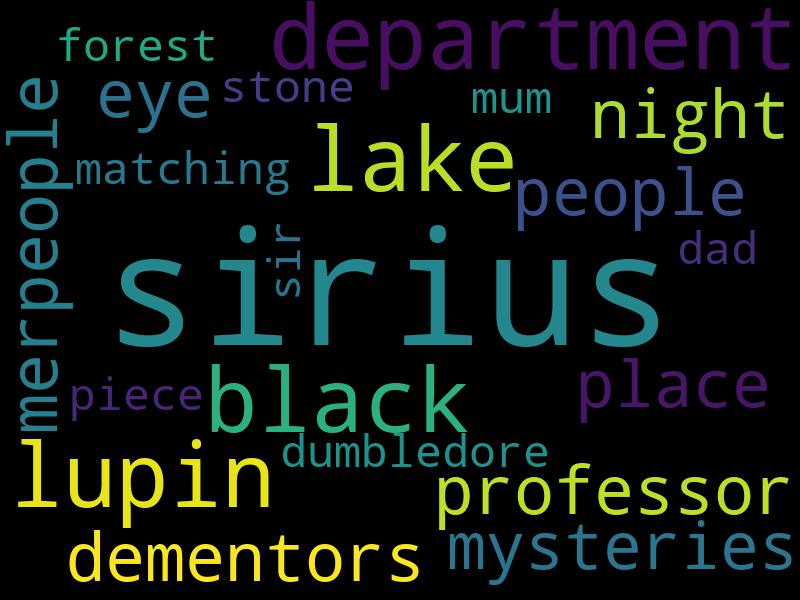 department
forest
eye
stone
mum
night
merpeople
matching
lake
people
sir
dad
sirius
piece
black
place
lupin
dumbledore
professor
dementors
mysteries